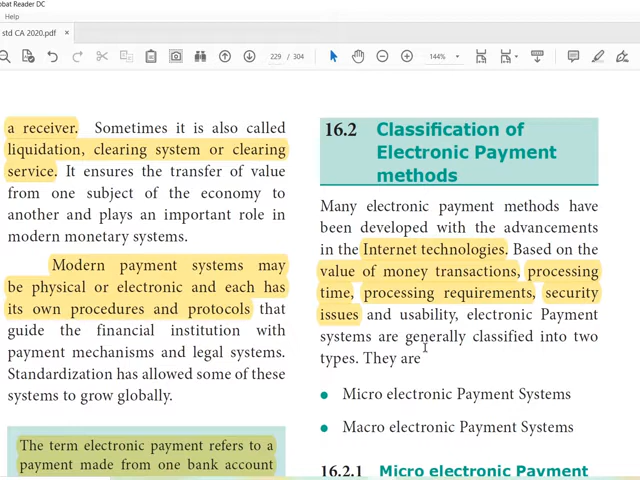 obat Reader DC
Help
std CA 2020.pdf ×
229 / 304
144%
a receiver. Sometimes it is also called
liquidation, clearing system or clearing
service. It ensures the transfer of value
from one subject of the economy to
another and plays an important role in
modern monetary systems.
Modern payment systems may
be physical or electronic and each has
its own procedures and protocols that
guide the financial institution with
payment mechanisms and legal systems.
Standardization has allowed some of these
systems to grow globally.
The term electronic payment refers to a
payment made from one bank account
16.2 Classification of
Electronic Payment
methods
Many electronic payment methods have
been developed with the advancements
in the Internet technologies. Based on the
value of money transactions, processing
time, processing requirements, security
issues and usability, electronic Payment
systems are generally classified into two
types. They are
● Micro electronic Payment Systems
● Macro electronic Payment Systems
16.2.1 Micro electronic Payment